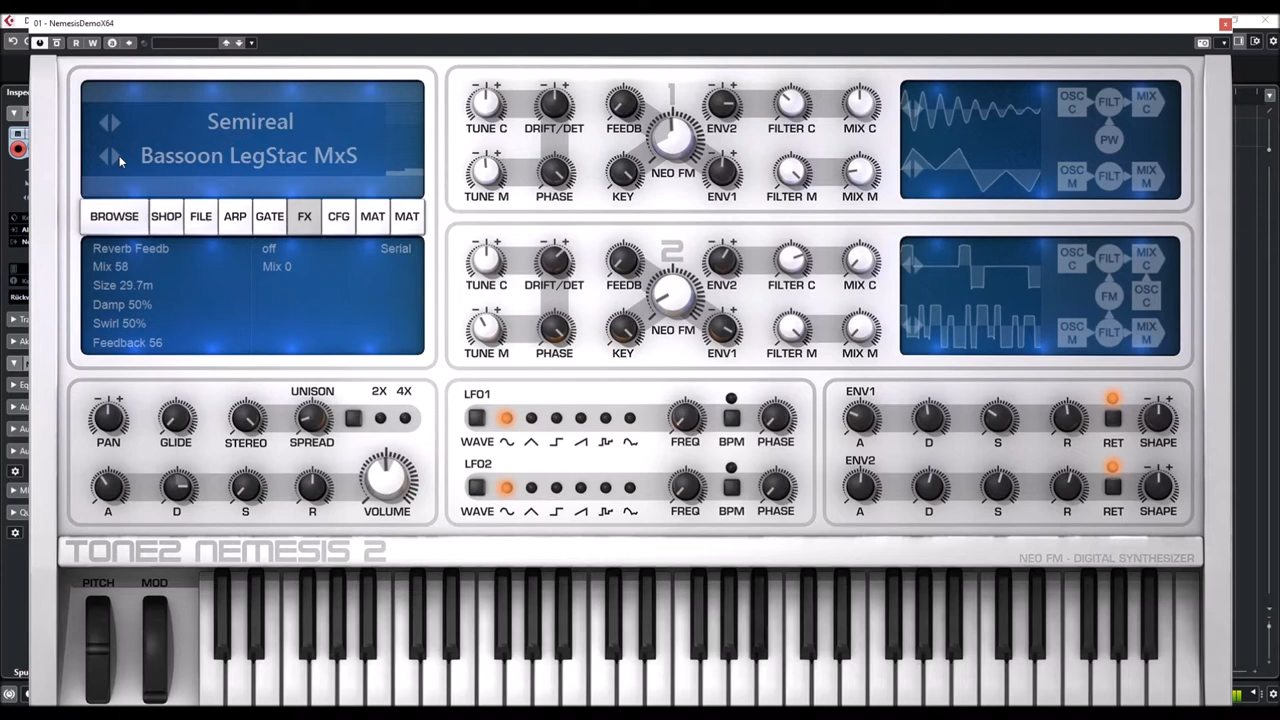 01 - NemesisDemoX64
R W
Inspe
Semireal
Bassoon LegStac MxS
BROWSE SHOP FILE ARP GATE FX CFG MAT MAT
Reverb Feedb off Serial
Mix 58 Mix 0
Size 29.7m
Damp 50%
Swirl 50%
Feedback 56
1
TUNE C DRIFT/DET FEEDB ENV2 FILTER C MIX C
NEO FM
TUNE M PHASE KEY ENV1 FILTER M MIX M
OSC C FILT MIX C
PW
OSC M FILT MIX M
2
TUNE C DRIFT/DET FEEDB ENV2 FILTER C MIX C
NEO FM
TUNE M PHASE KEY ENV1 FILTER M MIX M
OSC C FILT MIX C
FM OSC C
OSC M FILT MIX M
UNISON 2X 4X
PAN GLIDE STEREO SPREAD
A D S R VOLUME
LFO1
WAVE FREQ BPM PHASE
LFO2
WAVE FREQ BPM PHASE
ENV1
A D S R RET SHAPE
ENV2
A D S R RET SHAPE
TONE2 NEMESIS 2
NEO FM - DIGITAL SYNTHESIZER
PITCH MOD
Rückw
Spu